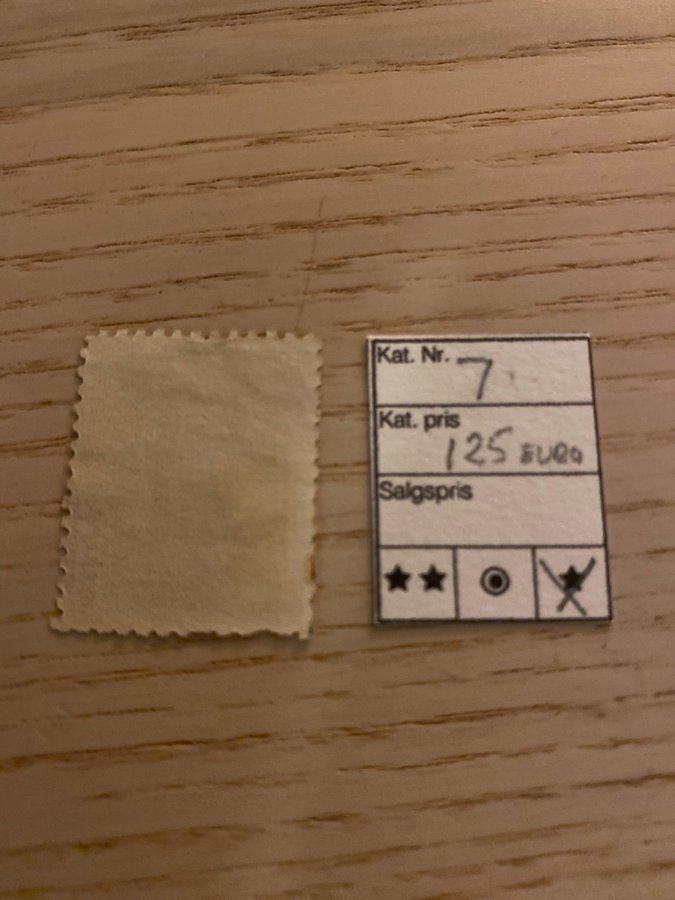 Kat. Nr. 7
Kat. pris
125 EURO
Salgspris